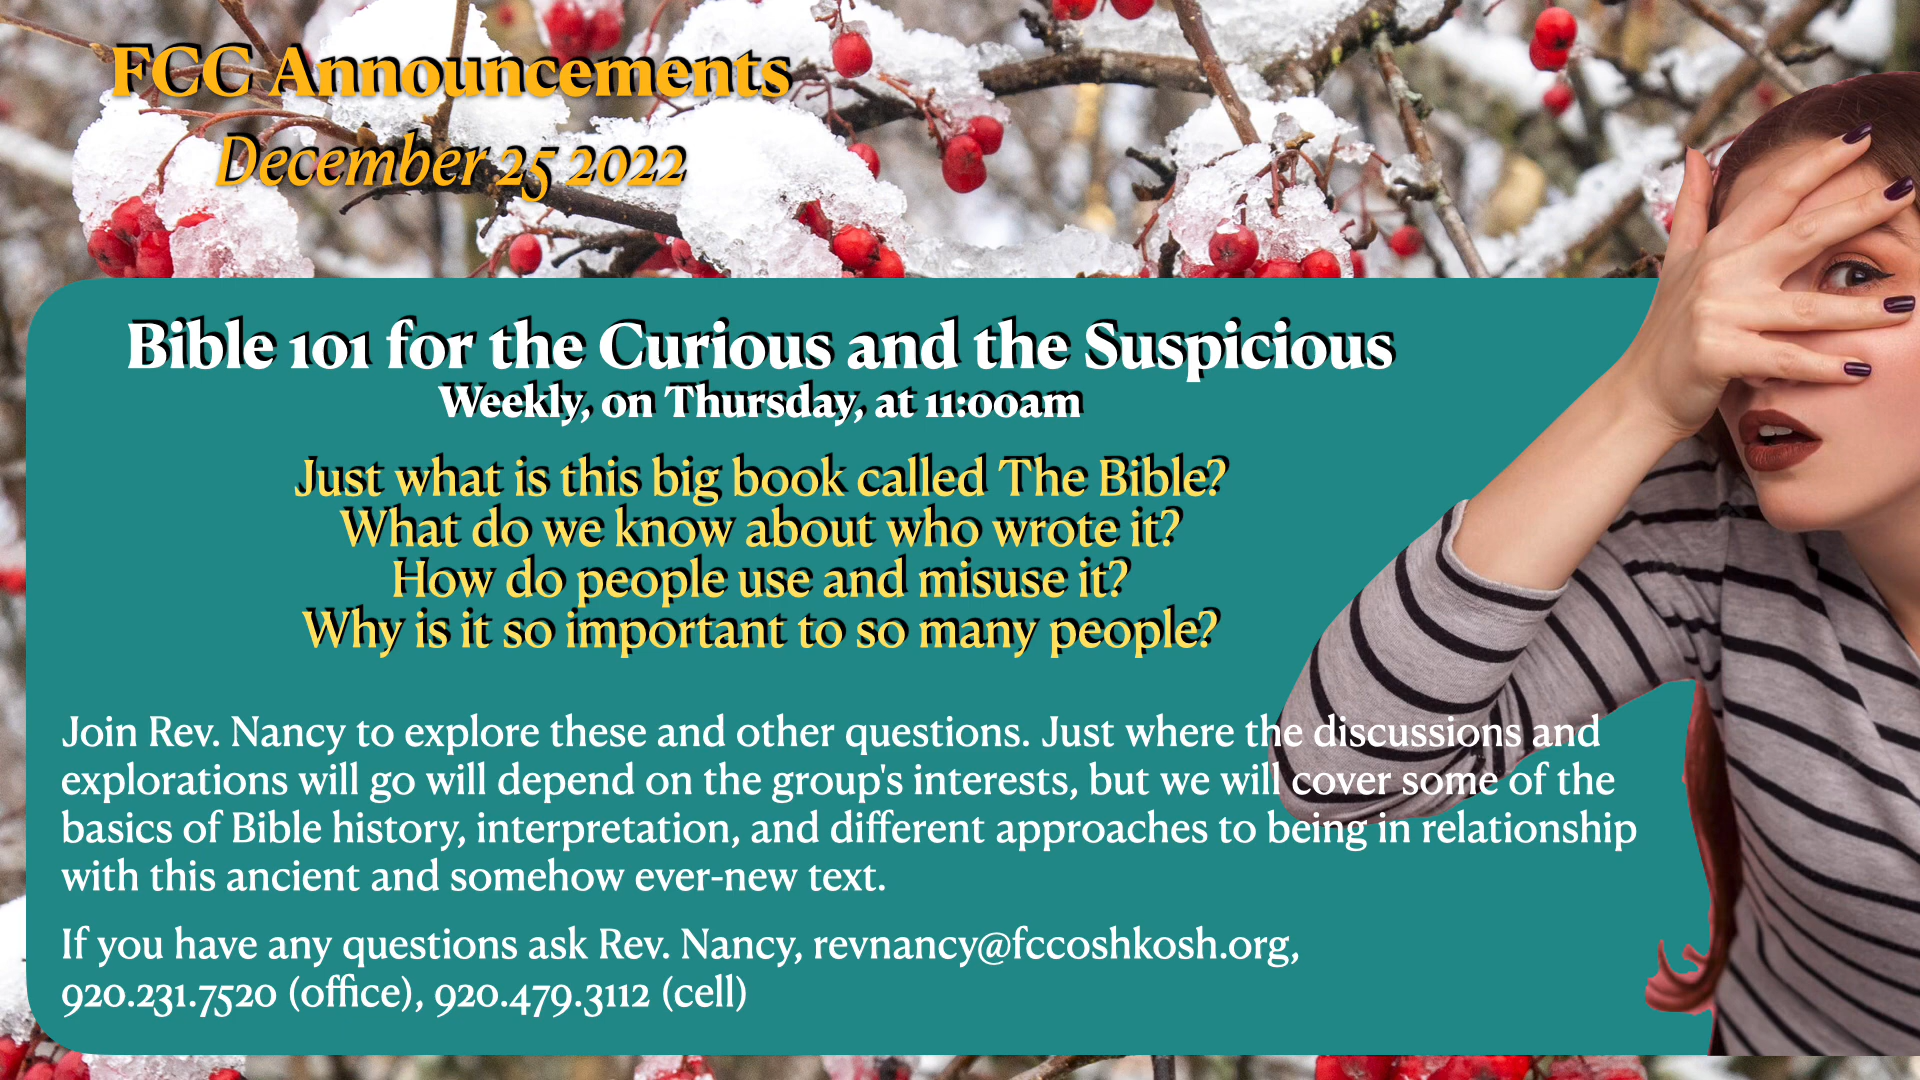 FCC Announcements
December 25 2022
Bible 101 for the Curious and the Suspicious
Weekly, on Thursday, at 11:00am
Just what is this big book called The Bible?
What do we know about who wrote it?
How do people use and misuse it?
Why is it so important to so many people?
Join Rev. Nancy to explore these and other questions. Just where the discussions and
explorations will go will depend on the group's interests, but we will cover some of the
basics of Bible history, interpretation, and different approaches to being in relationship
with this ancient and somehow ever-new text.
If you have any questions ask Rev. Nancy, revnancy@fccoshkosh.org,
920.231.7520 (office), 920.479.3112 (cell)